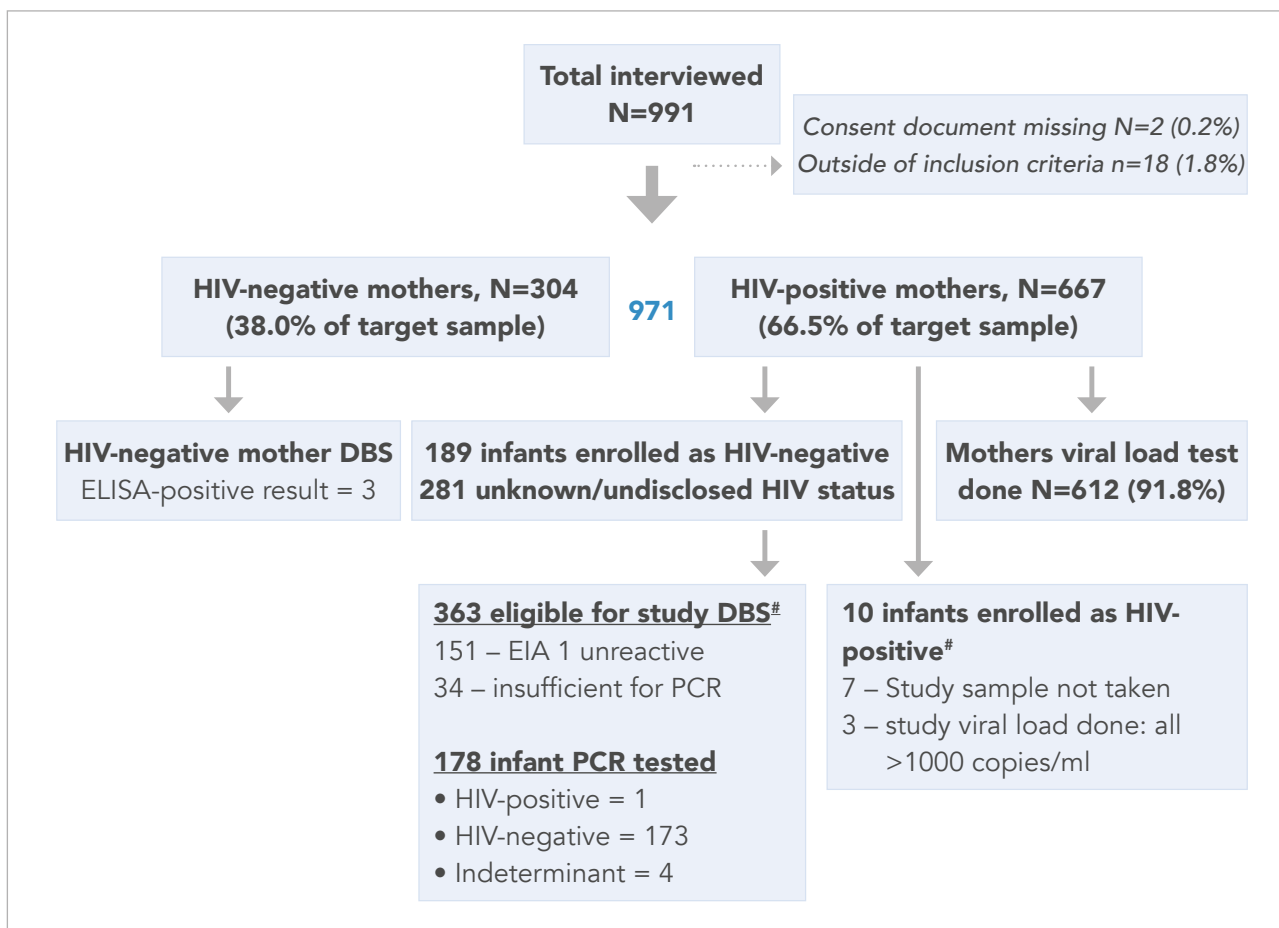 Total interviewed
N=991
Consent document missing N=2 (0.2%)
Outside of inclusion criteria n=18 (1.8%)
HIV-negative mothers, N=304
(38.0% of target sample)
971
HIV-positive mothers, N=667
(66.5% of target sample)
HIV-negative mother DBS
ELISA-positive result = 3
189 infants enrolled as HIV-negative
281 unknown/undisclosed HIV status
Mothers viral load test
done N=612 (91.8%)
363 eligible for study DBS#
151 – EIA 1 unreactive
34 – insufficient for PCR
178 infant PCR tested
• HIV-positive = 1
• HIV-negative = 173
• Indeterminant = 4
10 infants enrolled as HIV-
positive#
7 – Study sample not taken
3 – study viral load done: all
>1000 copies/ml